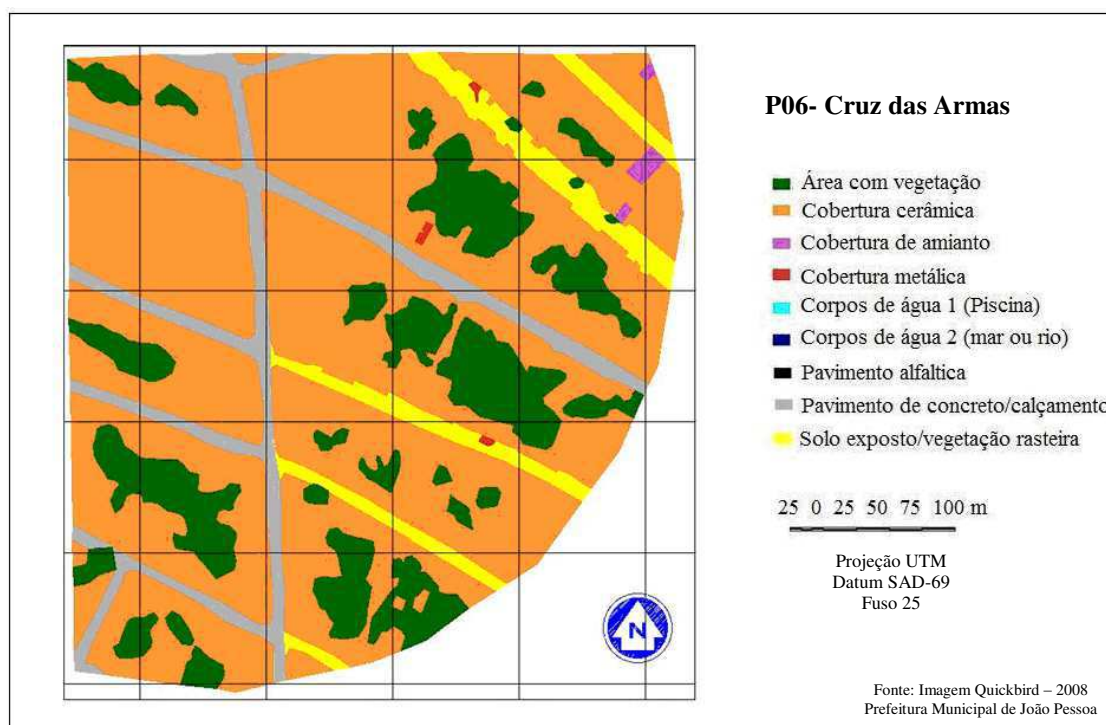 P06- Cruz das Armas
Área com vegetação
Cobertura cerâmica
Cobertura de amianto
Cobertura metálica
Corpos de água 1 (Piscina)
Corpos de água 2 (mar ou rio)
Pavimento alfaltica
Pavimento de concreto/calçamento
Solo exposto/vegetação rasteira
25 0 25 50 75 100 m
Projeção UTM
Datum SAD-69
Fuso 25
N
Fonte: Imagem Quickbird – 2008
Prefeitura Municipal de João Pessoa